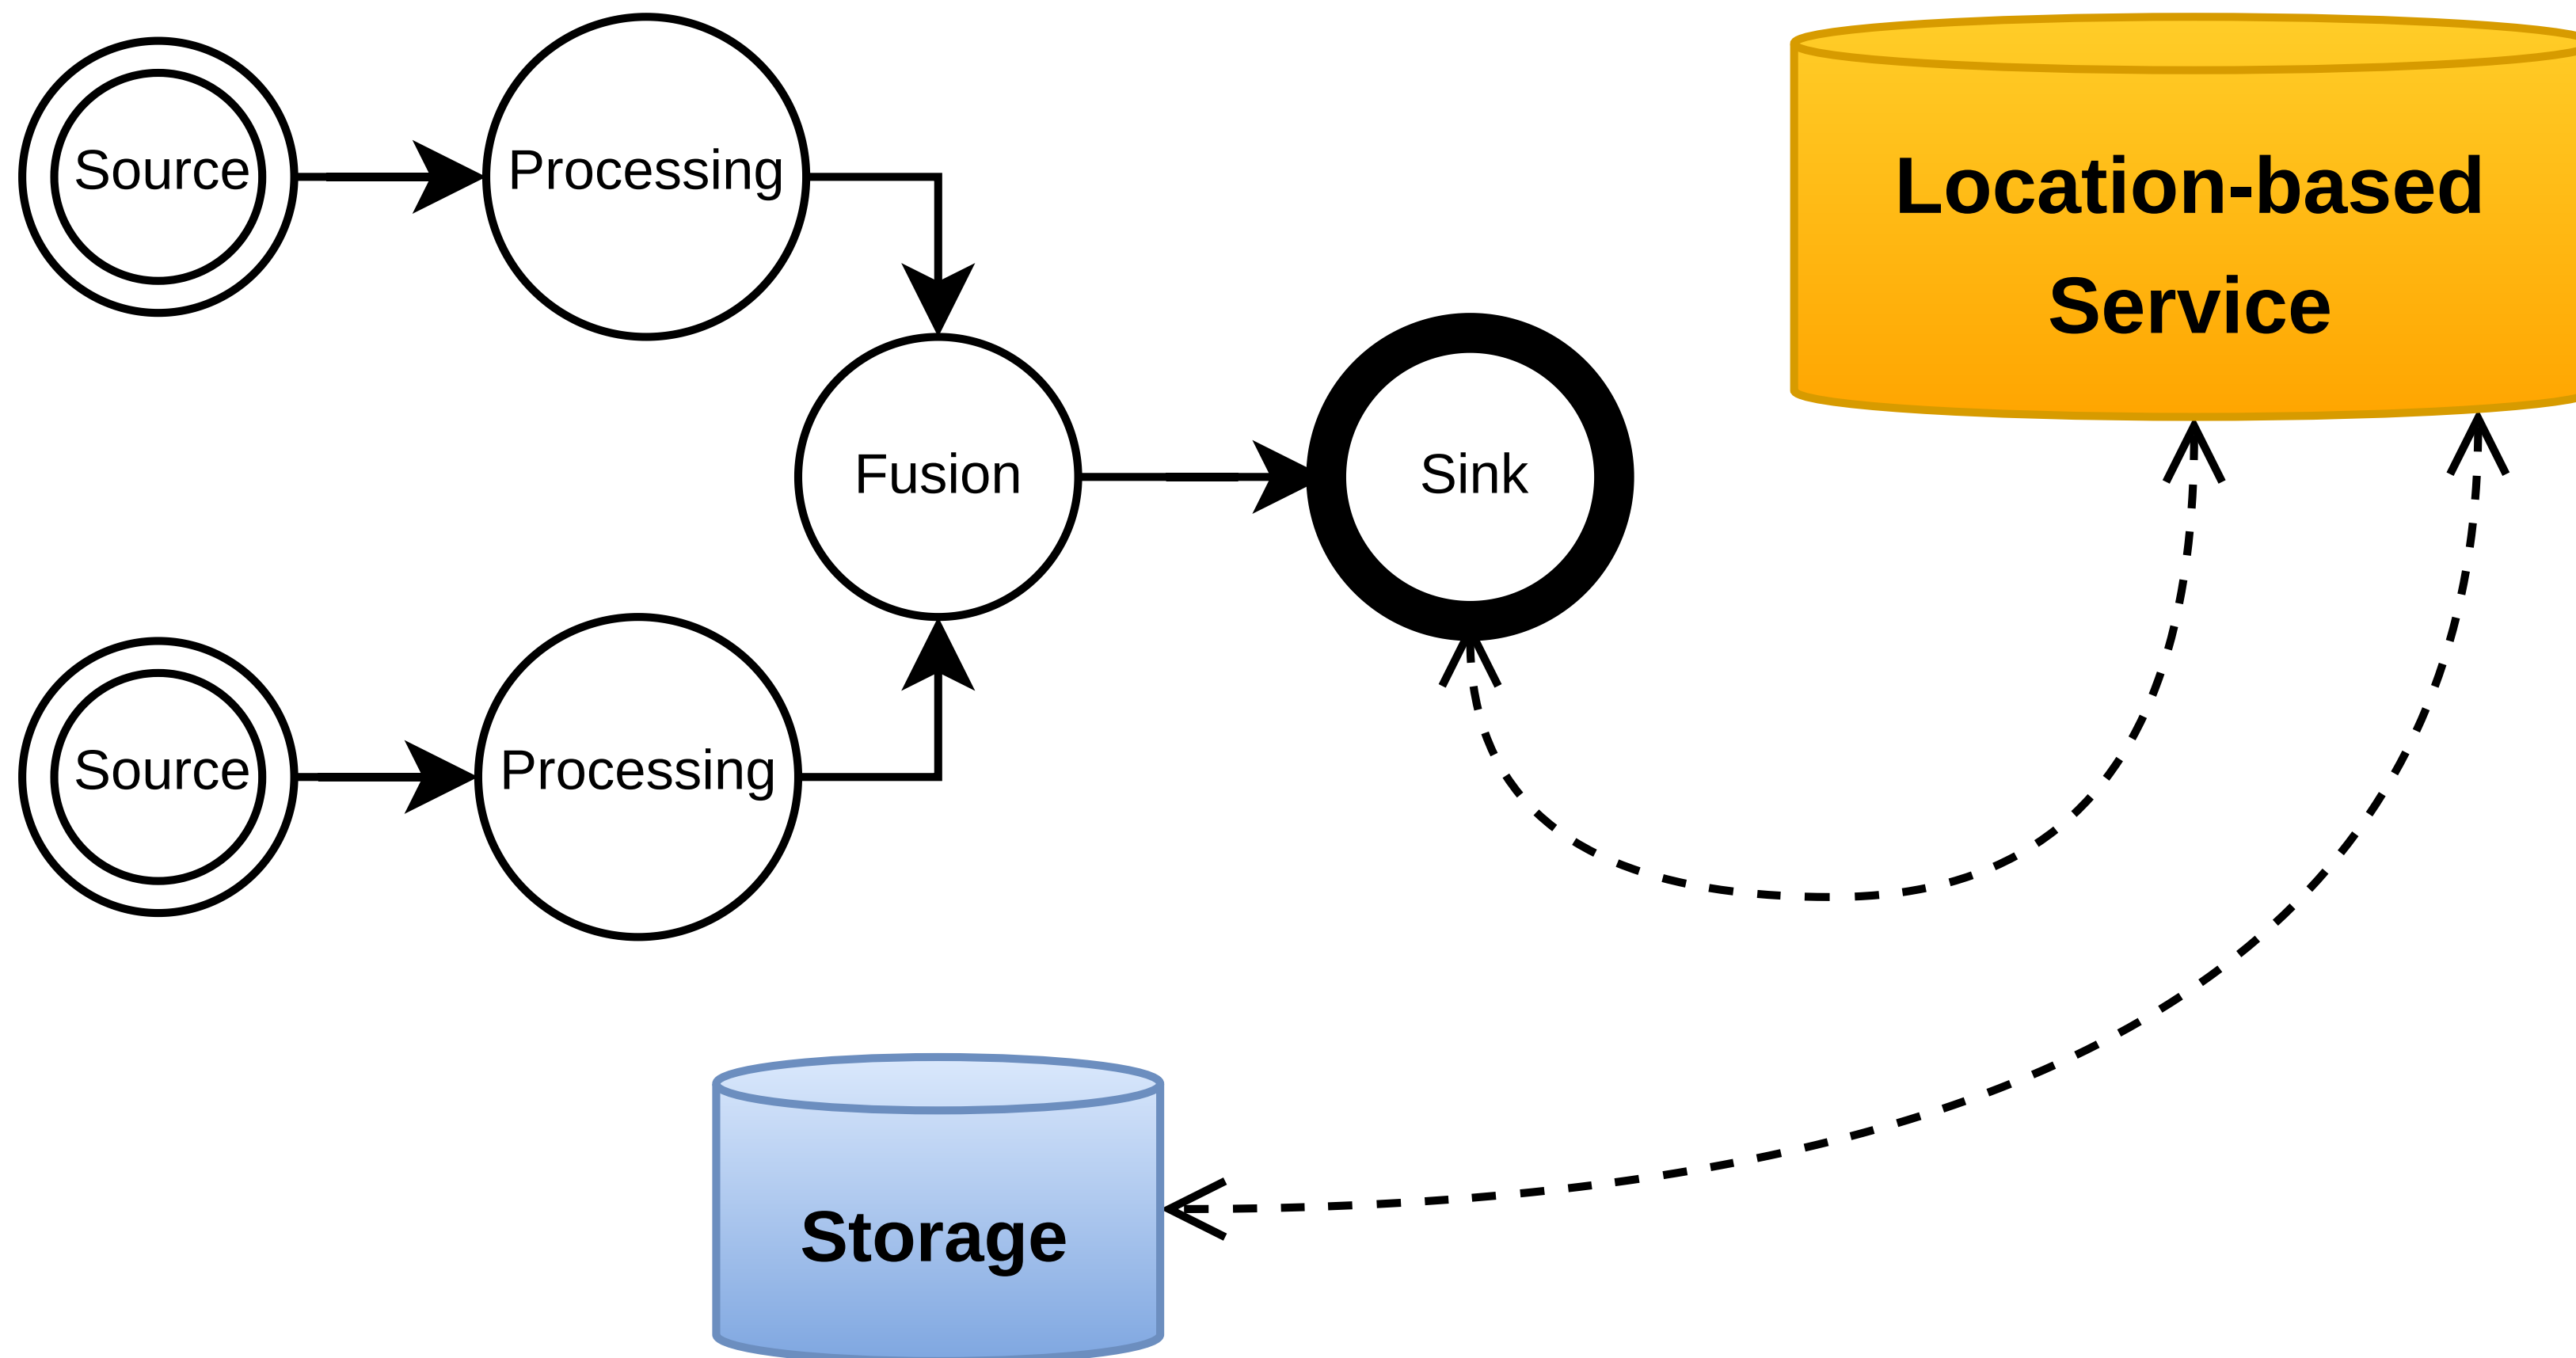 Source
Processing
Location-based
Service
Fusion
Sink
Source
Processing
Storage